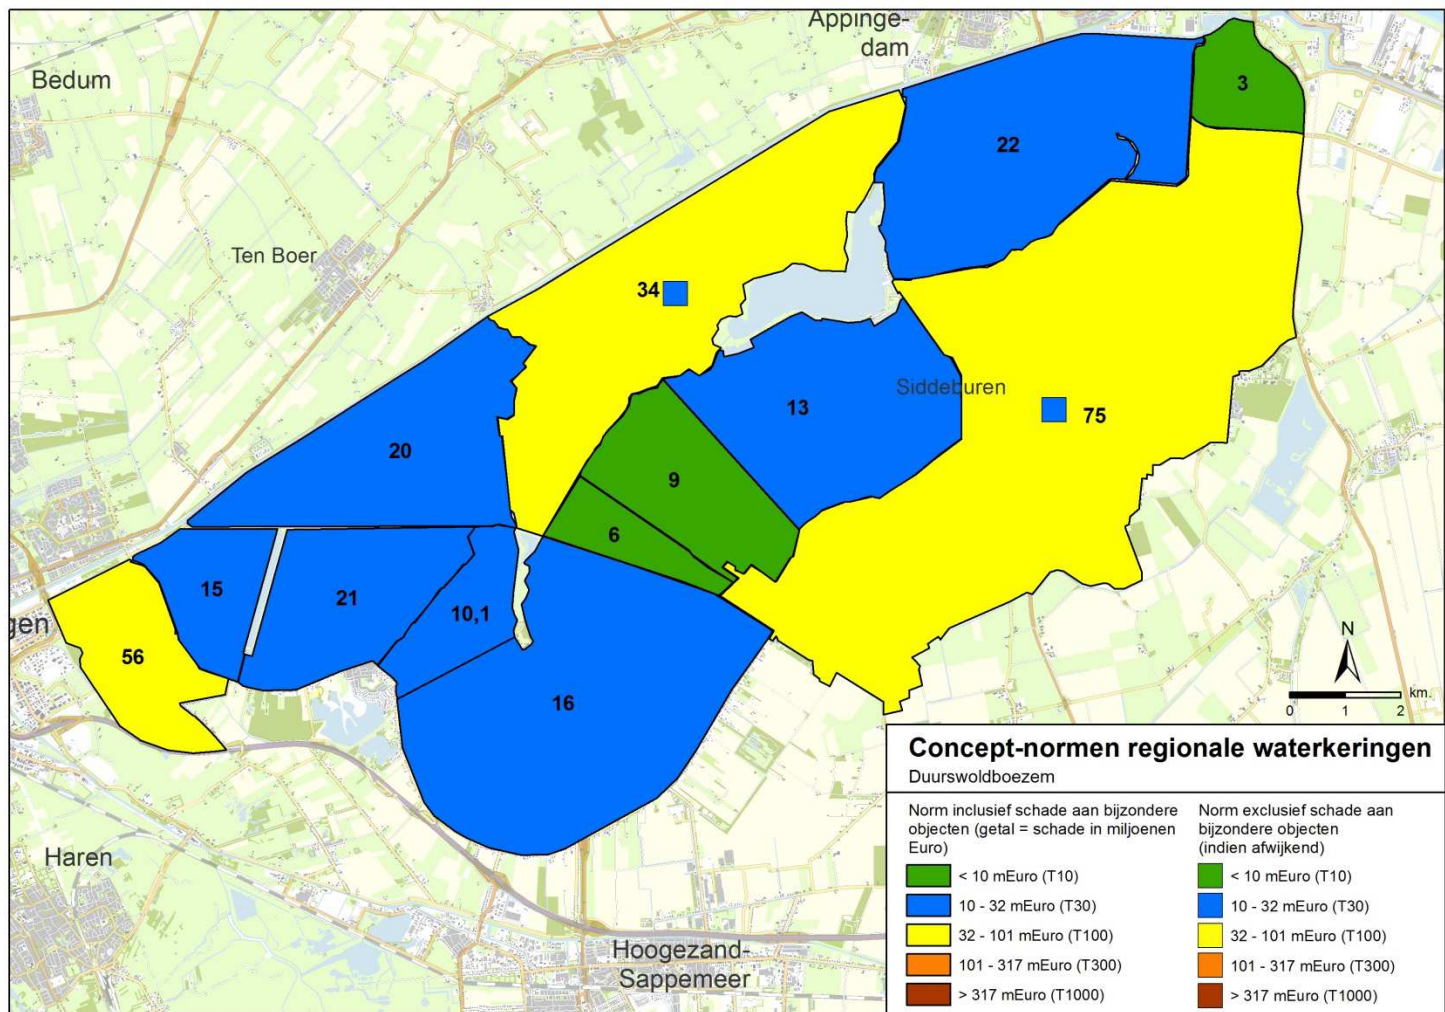 Appinge-
dam
Bedum
3
22
Ten Boer
34
Siddeburen
13
75
20
9
6
15
21
10,1
gen
56
16
N
km.
0 1 2
Haren
Hoogezand-
Sappemeer
Concept-normen regionale waterkeringen
Duurswoldboezem
Norm inclusief schade aan bijzondere
objecten (getal = schade in miljoenen
Euro)
< 10 mEuro (T10)
10 - 32 mEuro (T30)
32 - 101 mEuro (T100)
101 - 317 mEuro (T300)
> 317 mEuro (T1000)
Norm exclusief schade aan
bijzondere objecten
(indien afwijkend)
< 10 mEuro (T10)
10 - 32 mEuro (T30)
32 - 101 mEuro (T100)
101 - 317 mEuro (T300)
> 317 mEuro (T1000)